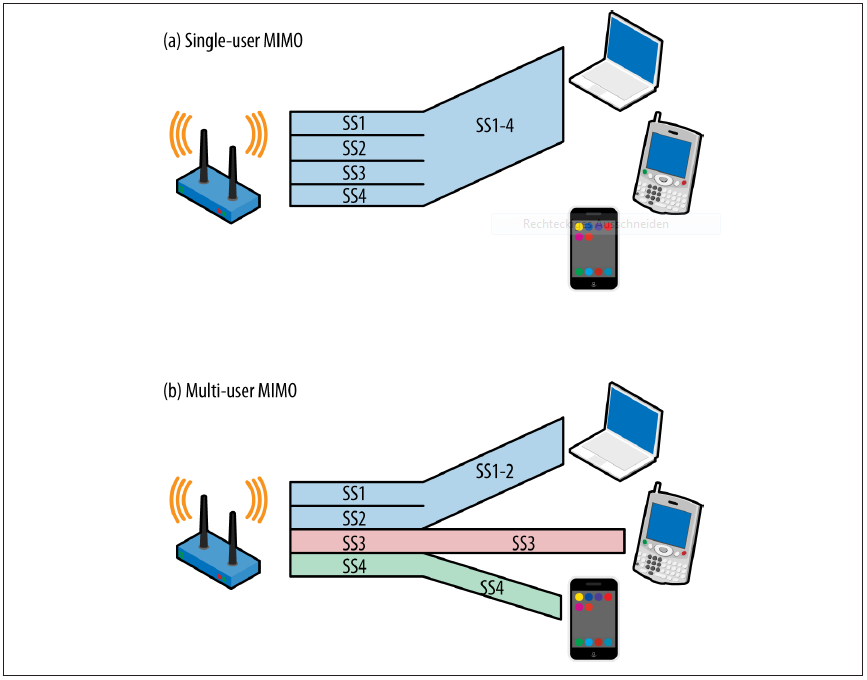 (a) Single-user MIMO
SS1
SS2
SS3
SS4
SS1-4
(b) Multi-user MIMO
SS1
SS2
SS3
SS4
SS1-2
SS3
SS4